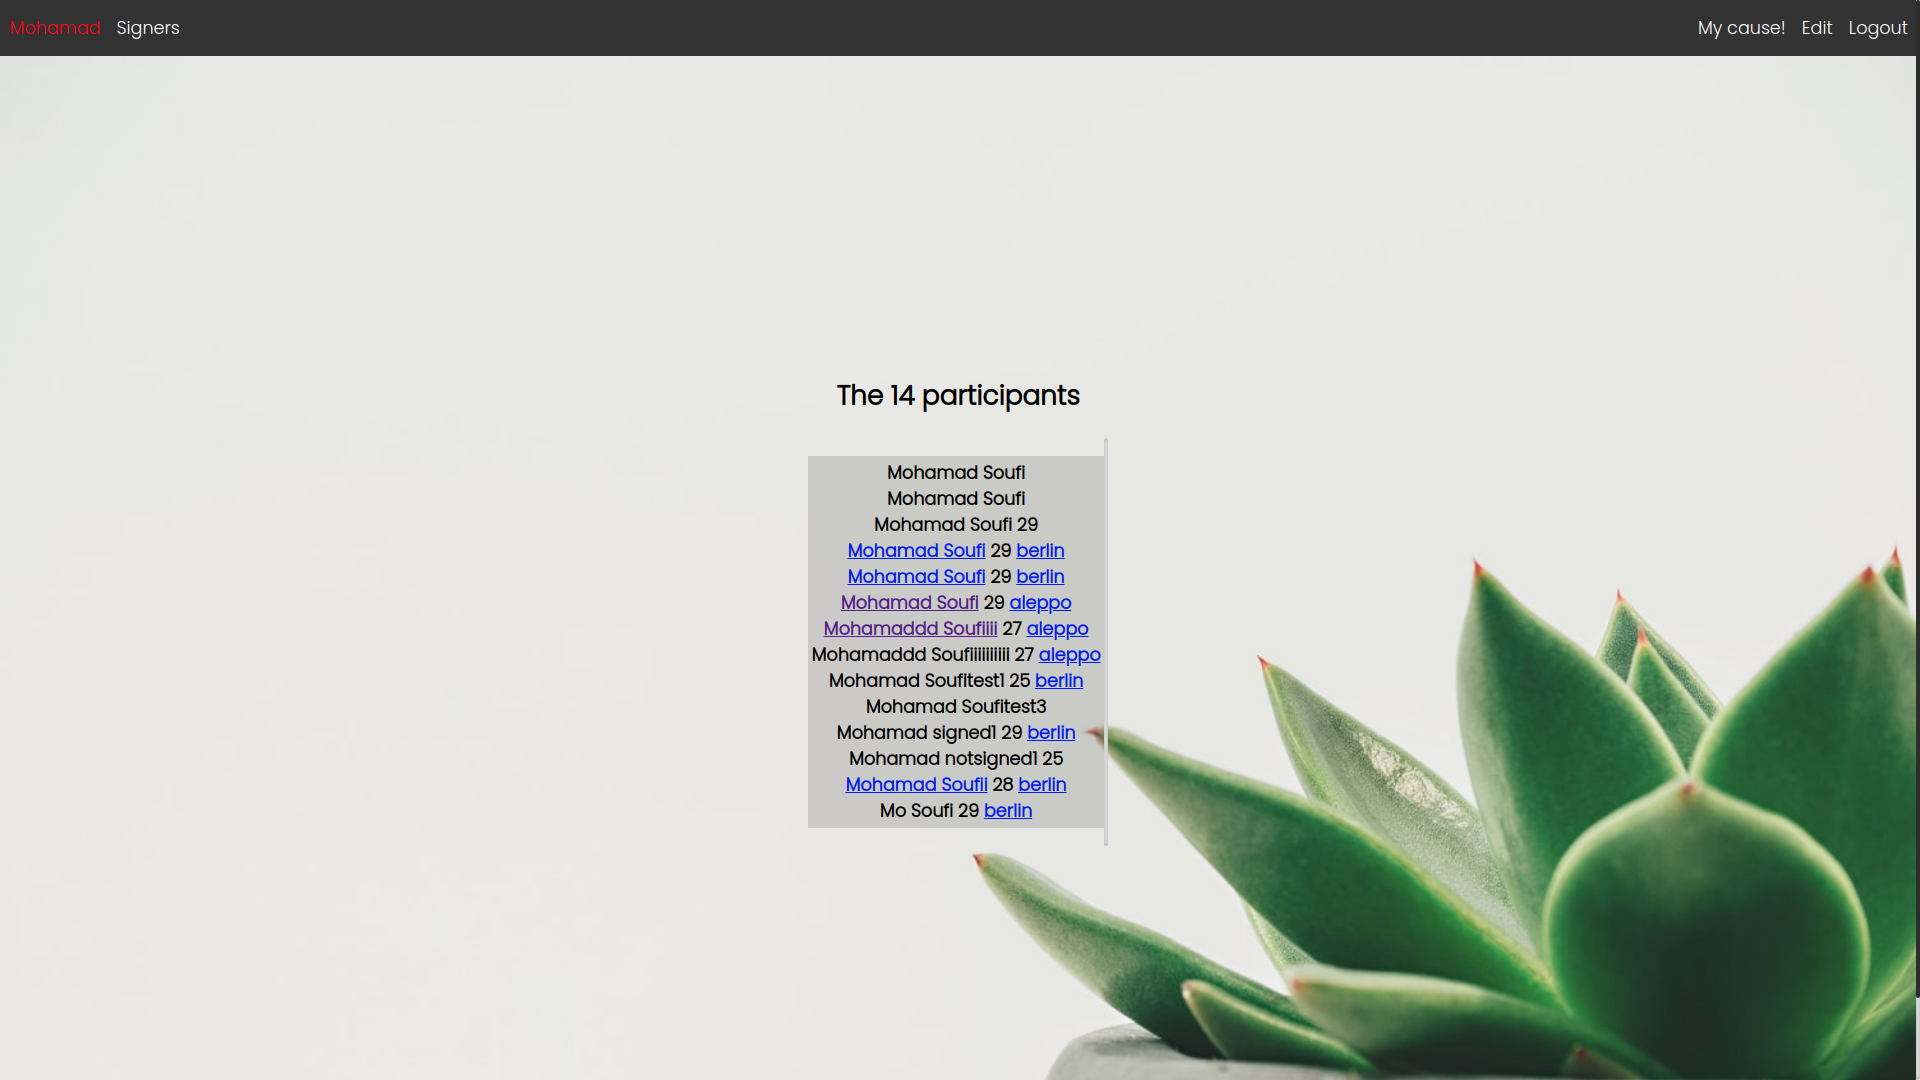 Mohamad Signers My cause! Edit Logout
The 14 participants
Mohamad Soufi
Mohamad Soufi
Mohamad Soufi 29
Mohamad Soufi 29 berlin
Mohamad Soufi 29 berlin
Mohamad Soufi 29 aleppo
Mohamaddd Soufiiii 27 aleppo
Mohamaddd Soufiiiiiiiiii 27 aleppo
Mohamad Soufitest1 25 berlin
Mohamad Soufitest3
Mohamad signed1 29 berlin
Mohamad notsigned1 25
Mohamad Soufii 28 berlin
Mo Soufi 29 berlin